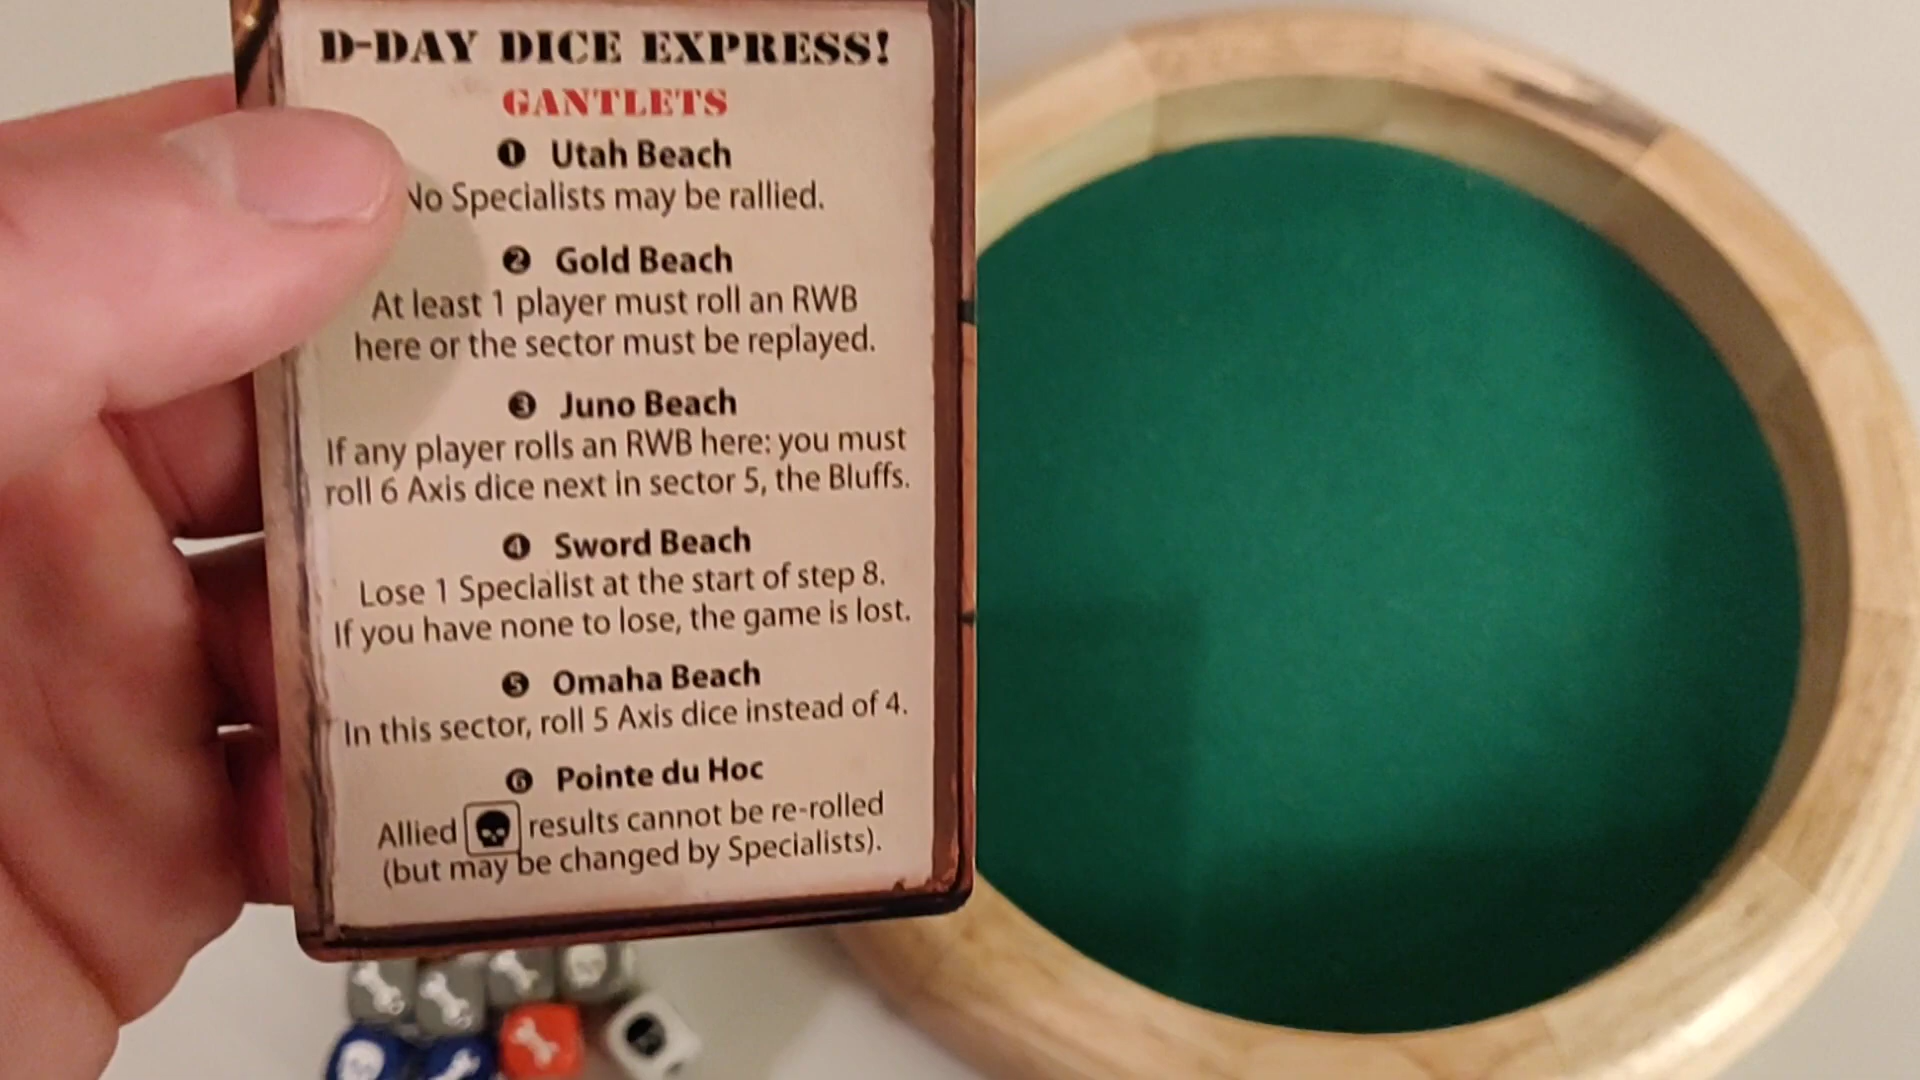 D-DAY DICE EXPRESS!
GANTLETS
❶ Utah Beach
No Specialists may be rallied.
❷ Gold Beach
At least 1 player must roll an RWB
here or the sector must be replayed.
❸ Juno Beach
If any player rolls an RWB here: you must
roll 6 Axis dice next in sector 5, the Bluffs.
❹ Sword Beach
Lose 1 Specialist at the start of step 8.
If you have none to lose, the game is lost.
❺ Omaha Beach
In this sector, roll 5 Axis dice instead of 4.
❻ Pointe du Hoc
Allied results cannot be re-rolled
(but may be changed by Specialists).